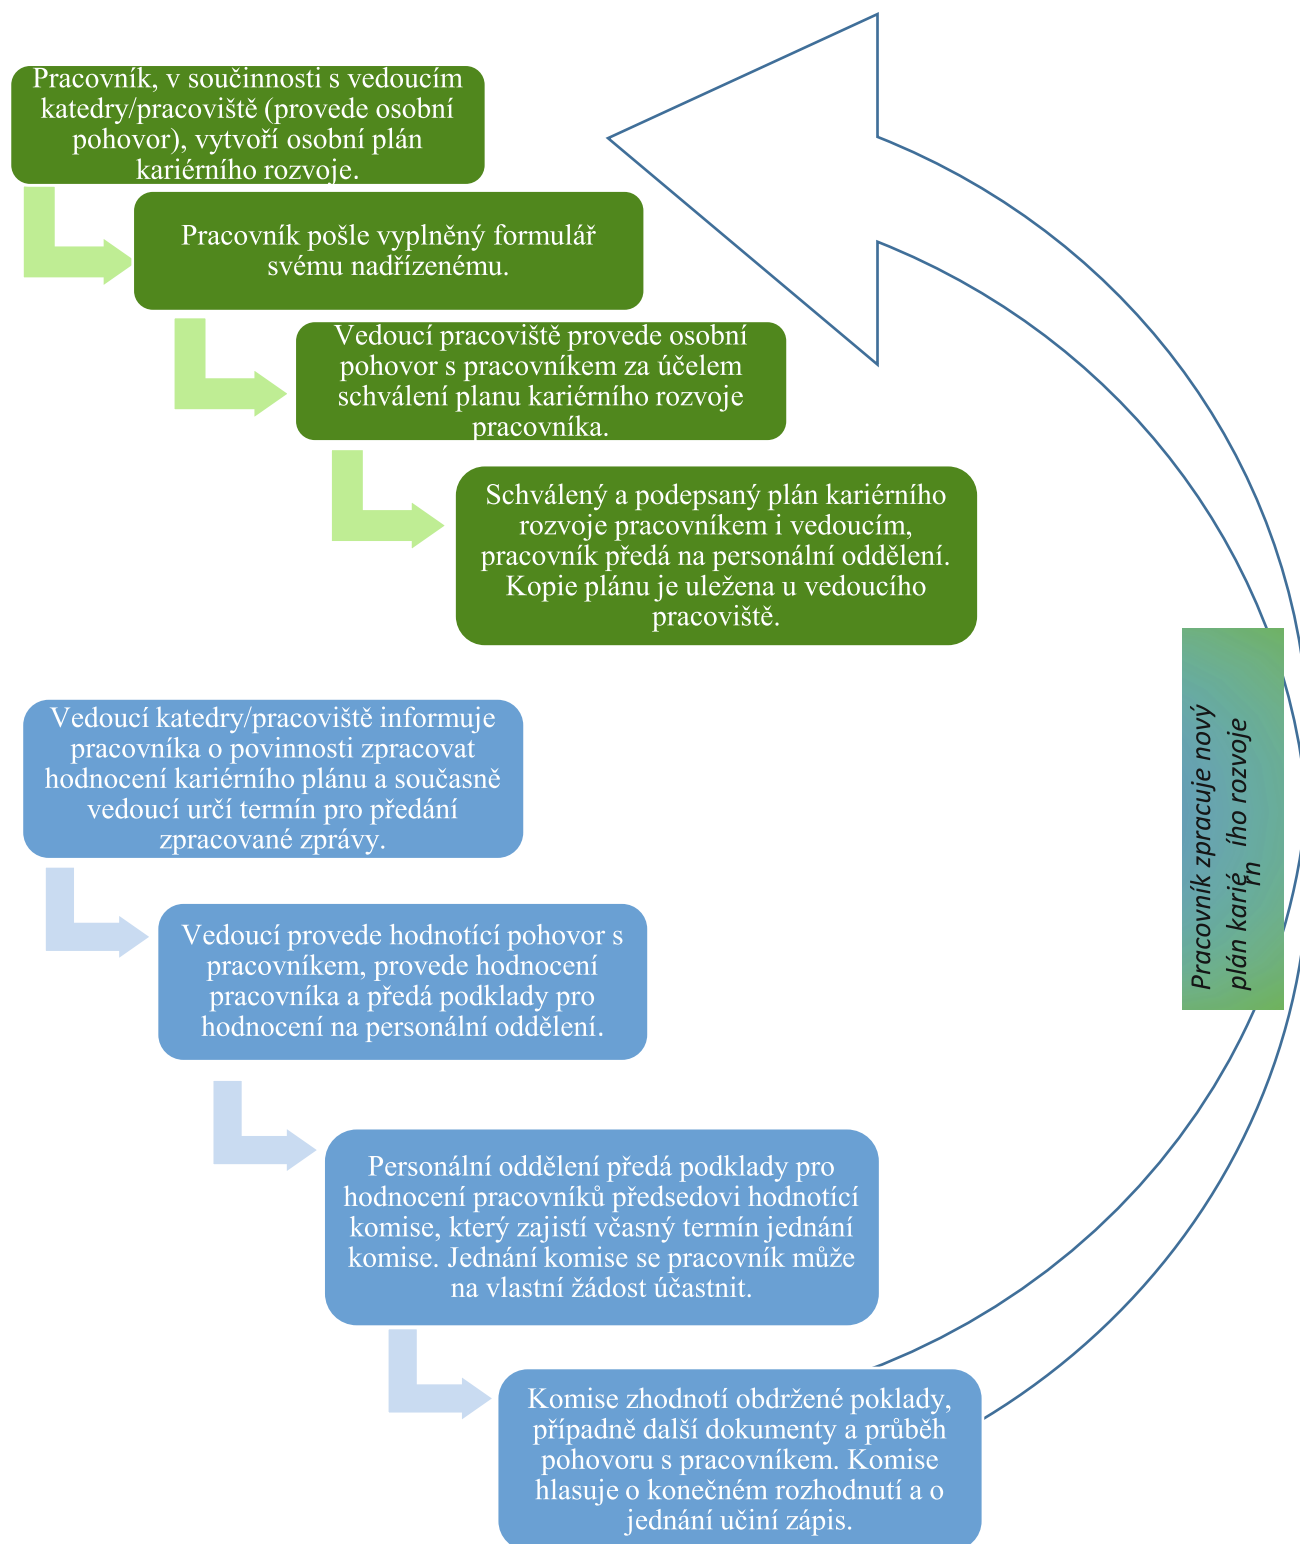 Pracovník, v součinnosti s vedoucím
katedry/pracoviště (provede osobní
pohovor), vytvoří osobní plán
kariérního rozvoje.
Pracovník pošle vyplněný formulář
svému nadřízenému.
Vedoucí pracoviště provede osobní
pohovor s pracovníkem za účelem
schválení planu kariérního rozvoje
pracovníka.
Schválený a podepsaný plán kariérního
rozvoje pracovníkem i vedoucím,
pracovník předá na personální oddělení.
Kopie plánu je uležena u vedoucího
pracoviště.
Vedoucí katedry/pracoviště informuje
pracovníka o povinnosti zpracovat
hodnocení kariérního plánu a současně
vedoucí určí termín pro předání
zpracované zprávy.
Vedoucí provede hodnotící pohovor s
pracovníkem, provede hodnocení
pracovníka a předá podklady pro
hodnocení na personální oddělení.
Personální oddělení předá podklady pro
hodnocení pracovníků předsedovi hodnotící
komise, který zajistí včasný termín jednání
komise. Jednání komise se pracovník může
na vlastní žádost účastnit.
Komise zhodnotí obdržené poklady,
případně další dokumenty a průběh
pohovoru s pracovníkem. Komise
hlasuje o konečném rozhodnutí a o
jednání učiní zápis.
Pracovník zpracuje nový
plán kariérního rozvoje